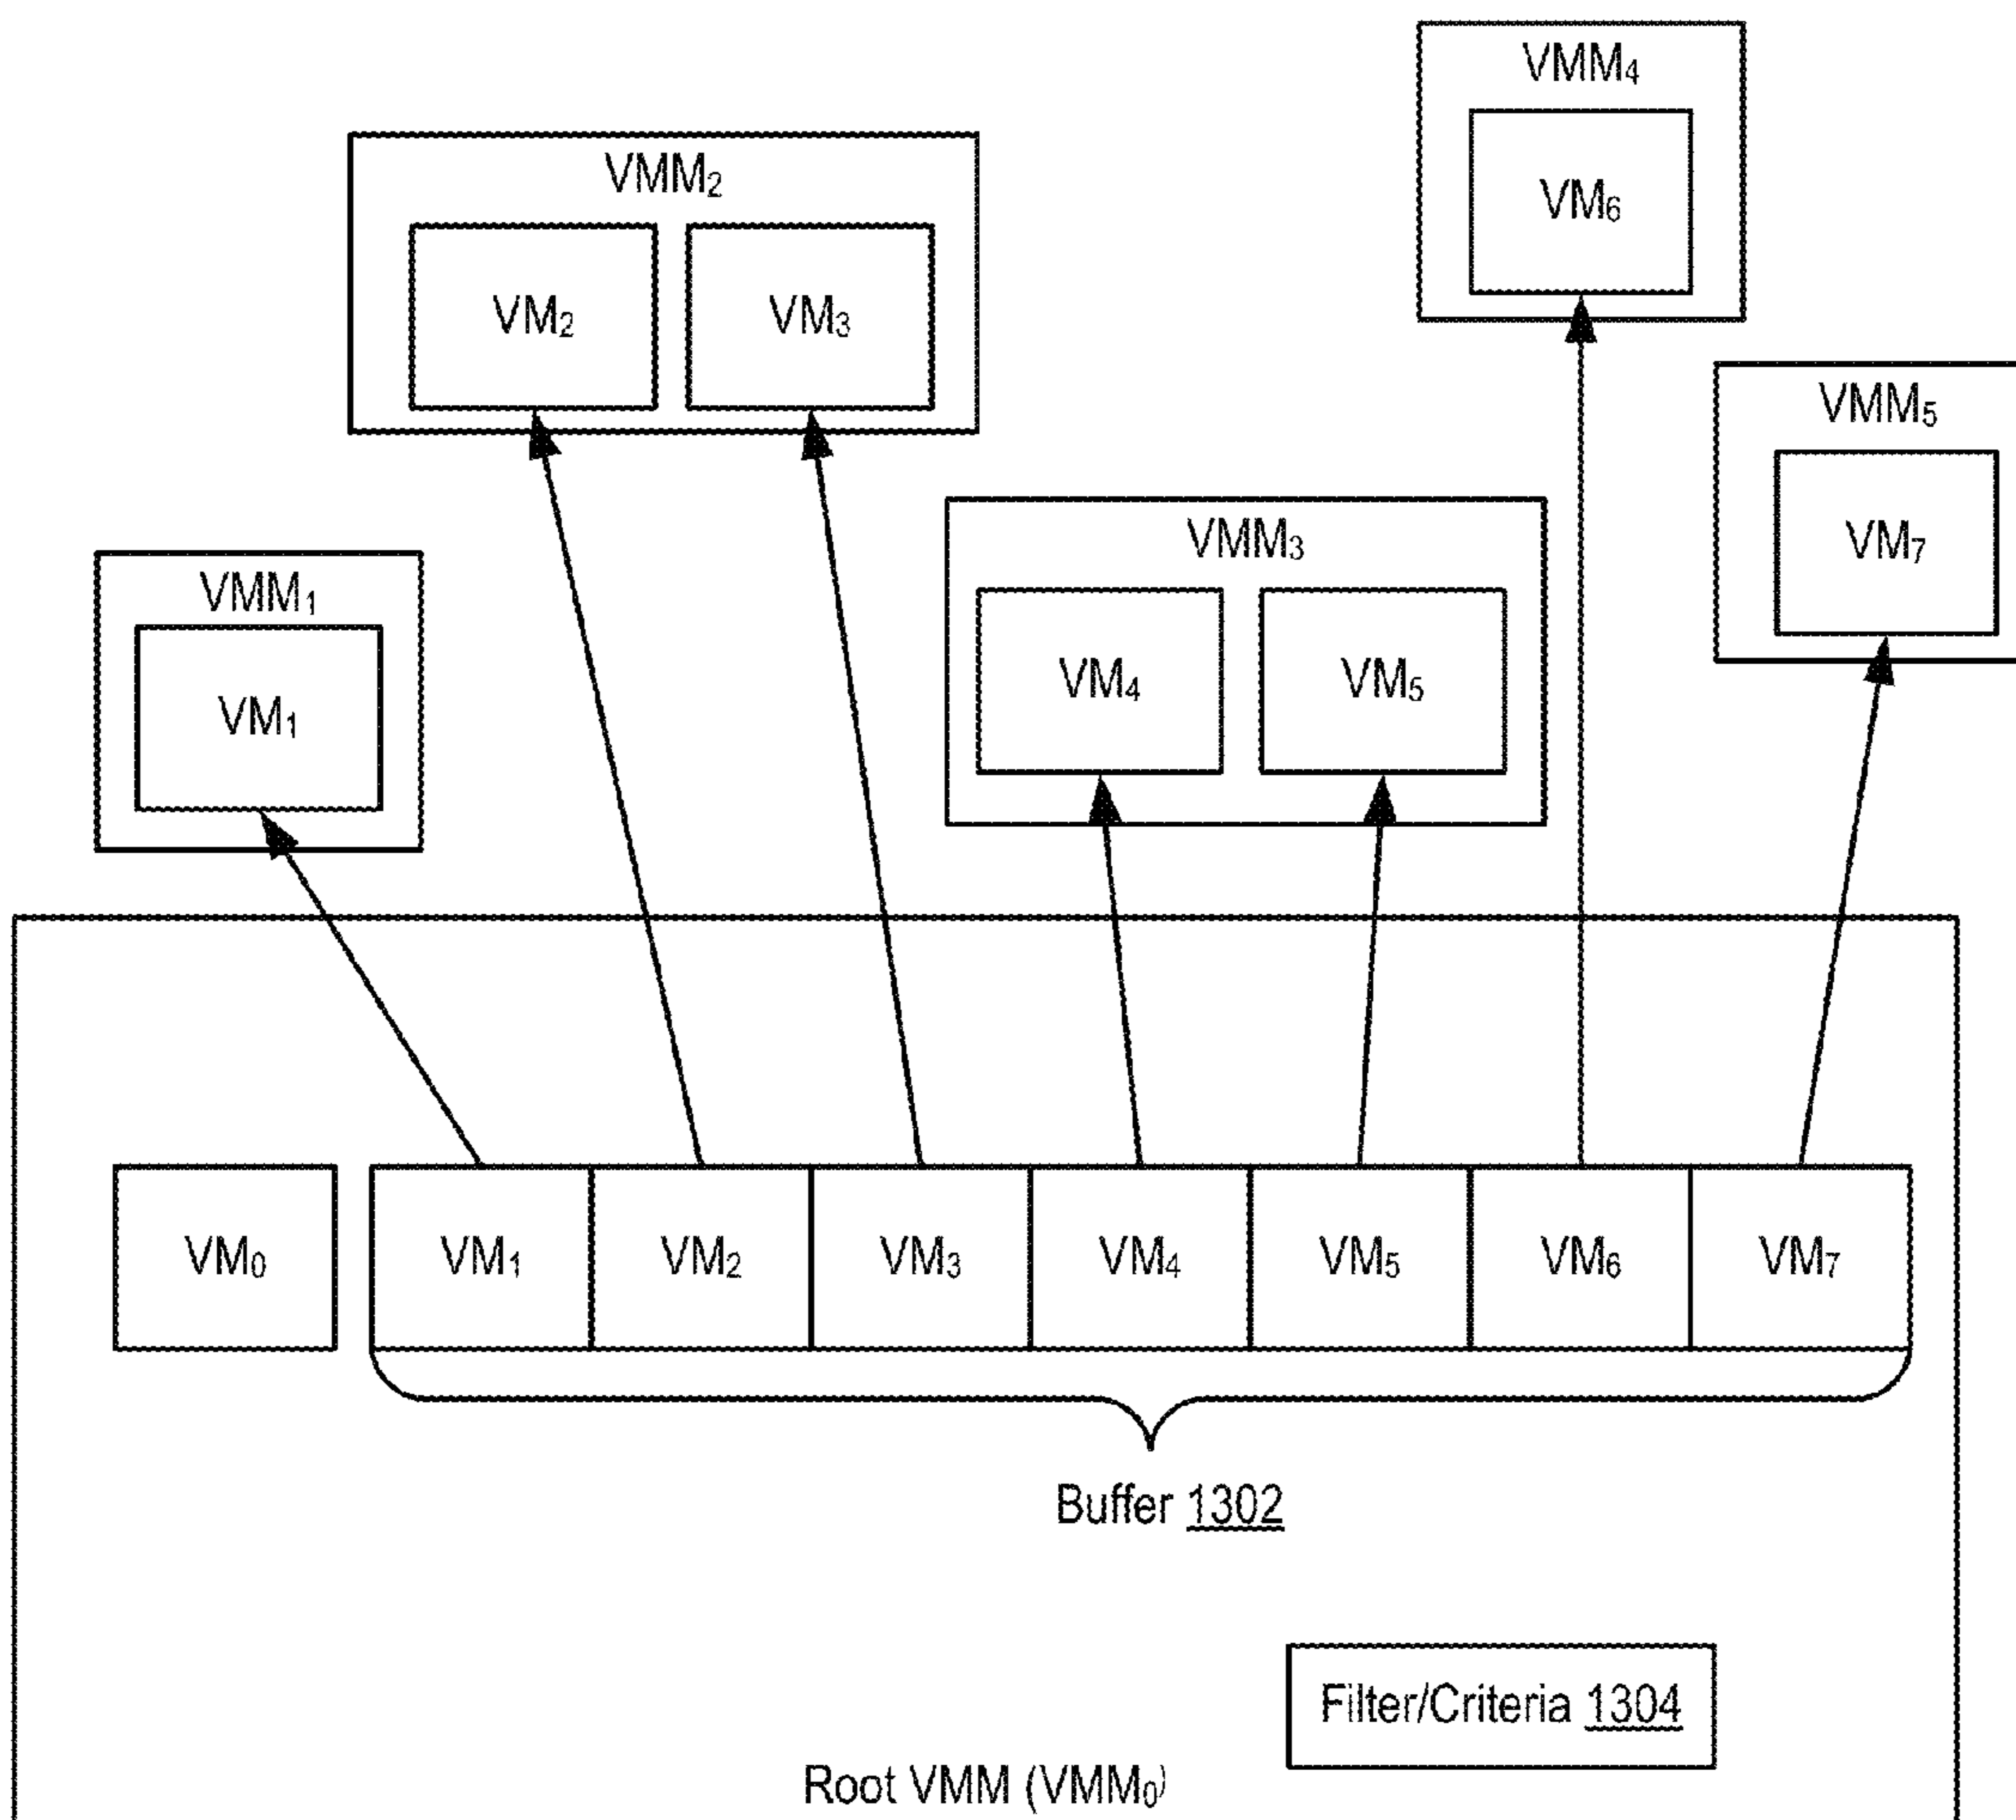 VMM₄
VM₆
VMM₂
VM₂
VM₃
VMM₅
VM₇
VMM₃
VM₄
VM₅
VMM₁
VM₁
VM₀
VM₁
VM₂
VM₃
VM₄
VM₅
VM₆
VM₇
Buffer 1302
Filter/Criteria 1304
Root VMM (VMM₀)